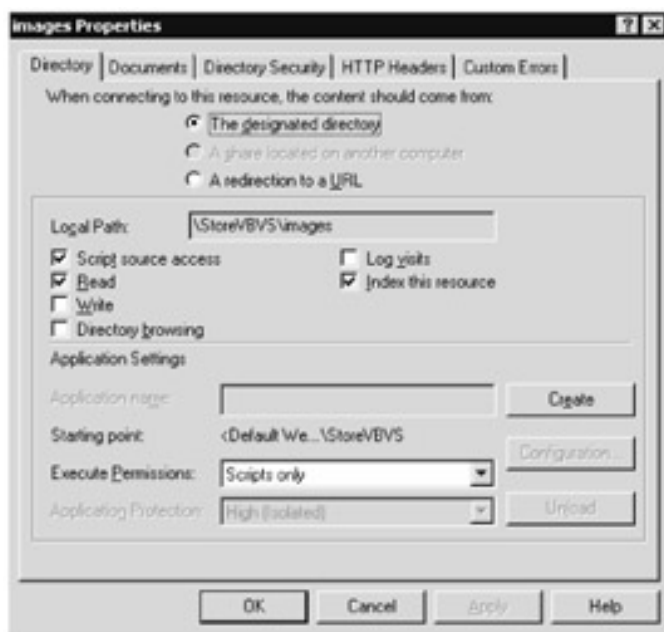 images Properties
Directory Documents Directory Security HTTP Headers Custom Errors
When connecting to this resource, the content should come from:
The designated directory
A share located on another computer
A redirection to a URL
Local Path: \StoreVBVS\images
Script source access Log visits
Read Index this resource
Write
Directory browsing
Application Settings
Application name: Create
Starting point: <Default We...\StoreVBVS
Configuration...
Execute Permissions: Scripts only
Application Protection: High (Isolated) Unload
OK Cancel Apply Help